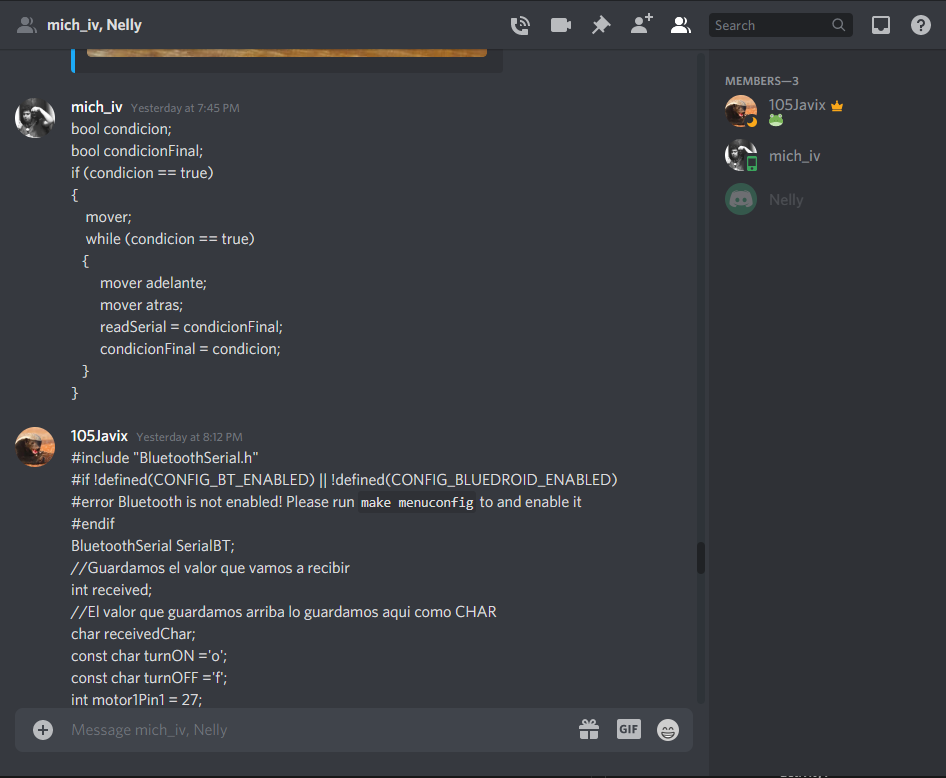 mich_iv, Nelly
Search
mich_iv Yesterday at 7:45 PM
bool condicion;
bool condicionFinal;
if (condicion == true)
{
mover;
while (condicion == true)
{
mover adelante;
mover atras;
readSerial = condicionFinal;
condicionFinal = condicion;
}
}
105Javix Yesterday at 8:12 PM
#include "BluetoothSerial.h"
#if !defined(CONFIG_BT_ENABLED) || !defined(CONFIG_BLUEDROID_ENABLED)
#error Bluetooth is not enabled! Please run make menuconfig to and enable it
#endif
BluetoothSerial SerialBT;
//Guardamos el valor que vamos a recibir
int received;
//El valor que guardamos arriba lo guardamos aqui como CHAR
char receivedChar;
const char turnON ='o';
const char turnOFF ='f';
int motor1Pin1 = 27;
Message mich_iv, Nelly
GIF
MEMBERS—3
105Javix
mich_iv
Nelly